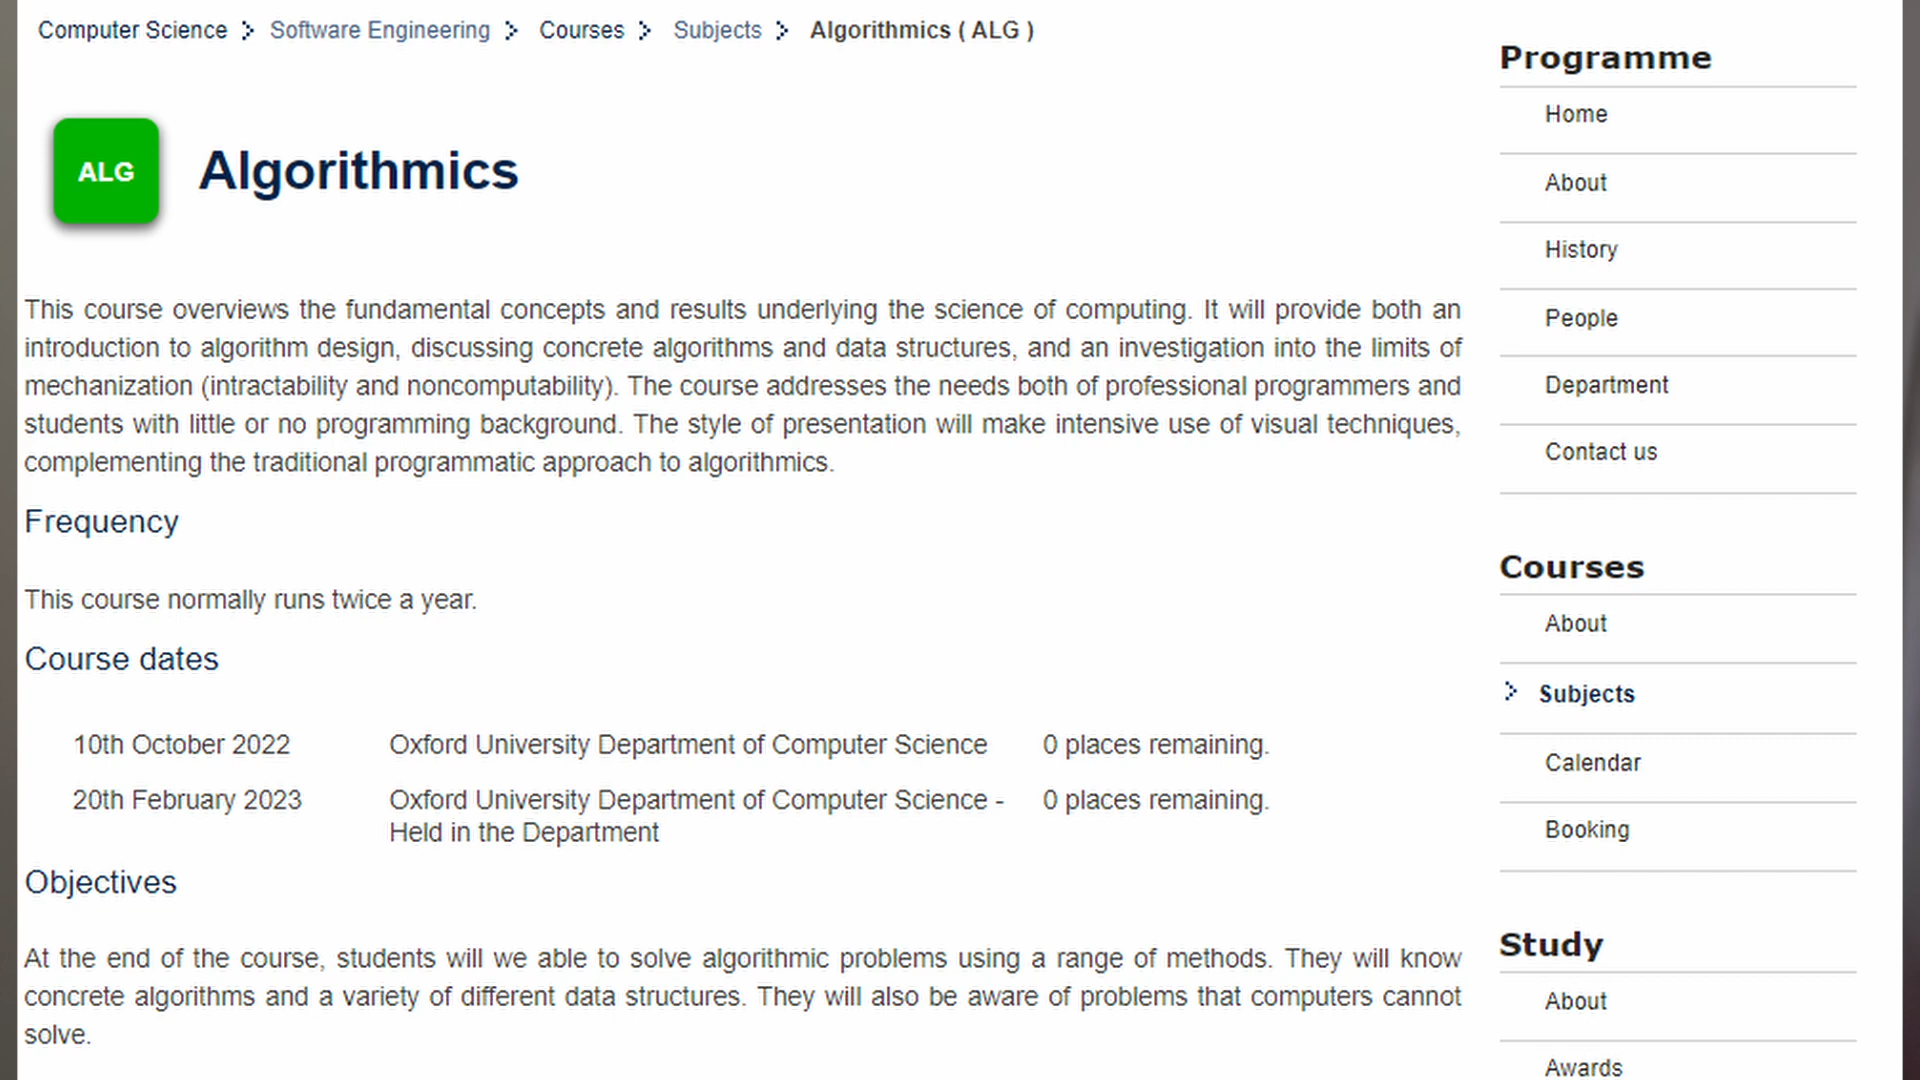 Computer Science > Software Engineering > Courses > Subjects > Algorithmics ( ALG )
ALG
Algorithmics
This course overviews the fundamental concepts and results underlying the science of computing. It will provide both an
introduction to algorithm design, discussing concrete algorithms and data structures, and an investigation into the limits of
mechanization (intractability and noncomputability). The course addresses the needs both of professional programmers and
students with little or no programming background. The style of presentation will make intensive use of visual techniques,
complementing the traditional programmatic approach to algorithmics.
Frequency
This course normally runs twice a year.
Course dates
10th October 2022 Oxford University Department of Computer Science 0 places remaining.
20th February 2023 Oxford University Department of Computer Science - 0 places remaining.
Held in the Department
Objectives
At the end of the course, students will we able to solve algorithmic problems using a range of methods. They will know
concrete algorithms and a variety of different data structures. They will also be aware of problems that computers cannot
solve.
Programme
Home
About
History
People
Department
Contact us
Courses
About
> Subjects
Calendar
Booking
Study
About
Awards